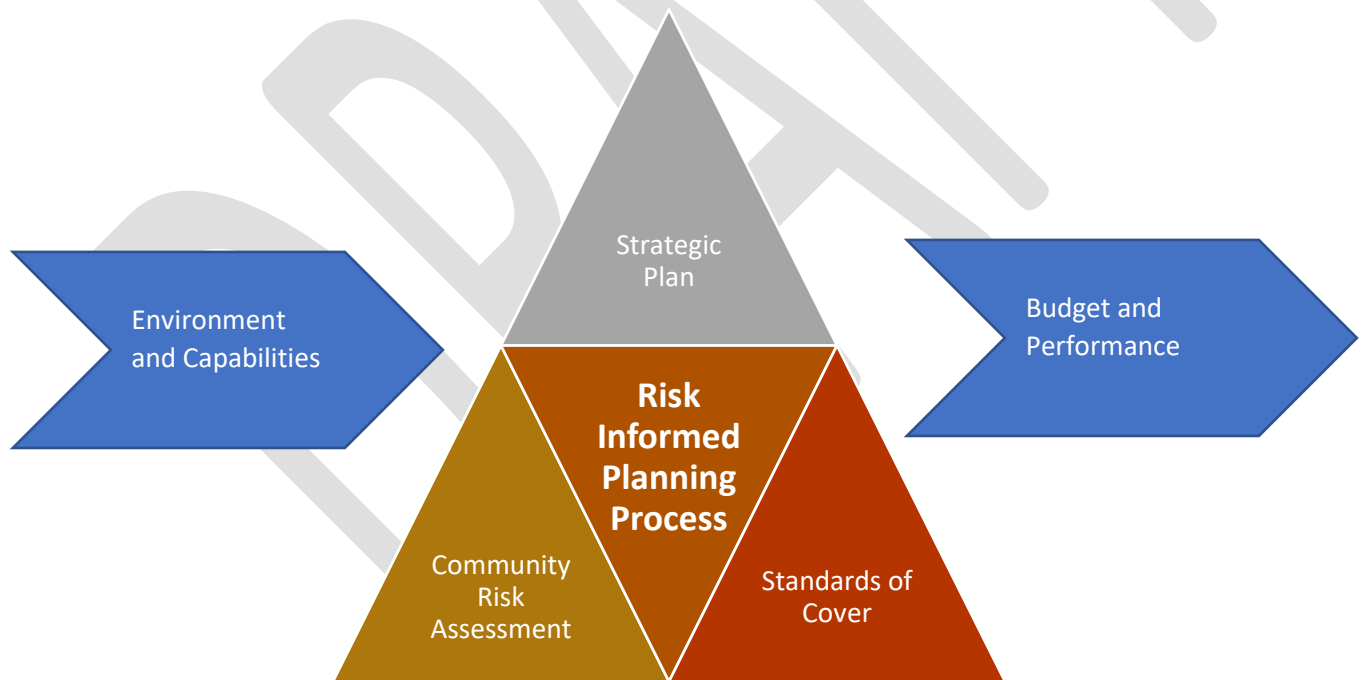 DRAFT
Strategic
Plan
Environment
and Capabilities
Budget and
Performance
Risk
Informed
Planning
Process
Community
Risk
Assessment
Standards of
Cover